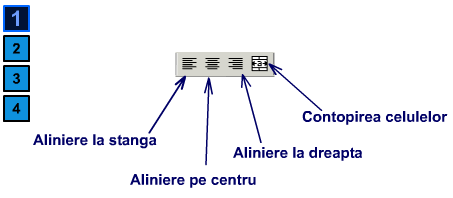 1
2
3
4
a
Contopirea celulelor
Aliniere la stanga
Aliniere la dreapta
Aliniere pe centru